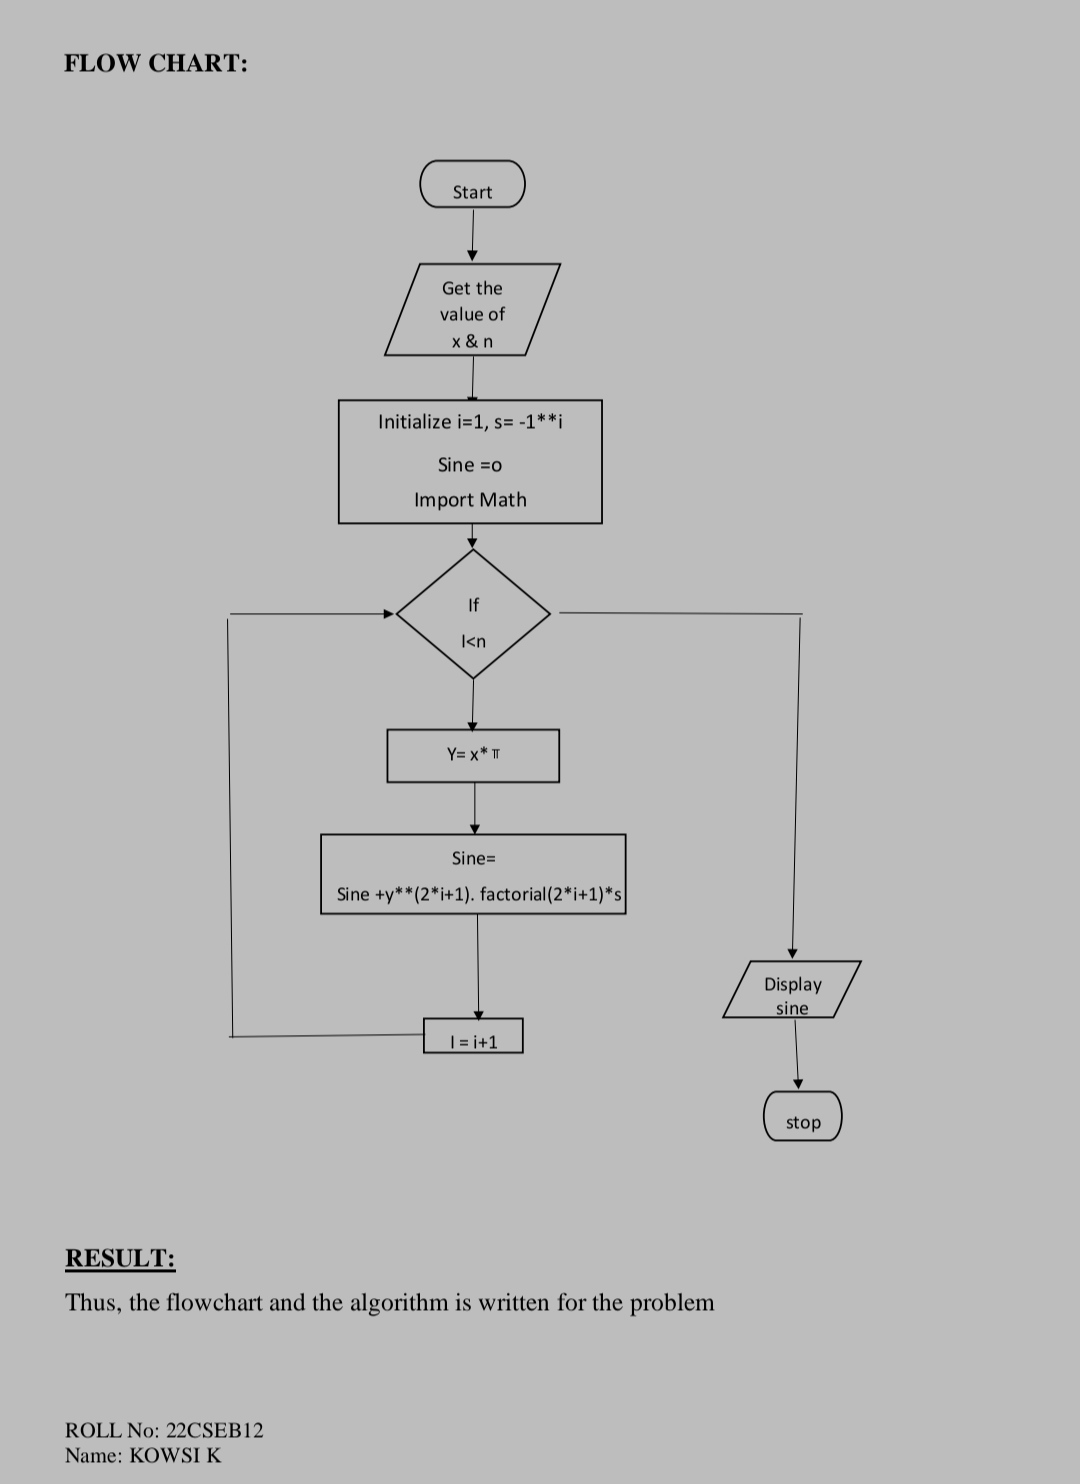 FLOW CHART:
Start
Get the
value of
x & n
Initialize i=1, s= -1**i
Sine =o
Import Math
If
I<n
Y= x* π
Sine=
Sine +y**(2*i+1). factorial(2*i+1)*s
I = i+1
Display
sine
stop
RESULT:
Thus, the flowchart and the algorithm is written for the problem
ROLL No: 22CSEB12
Name: KOWSI K